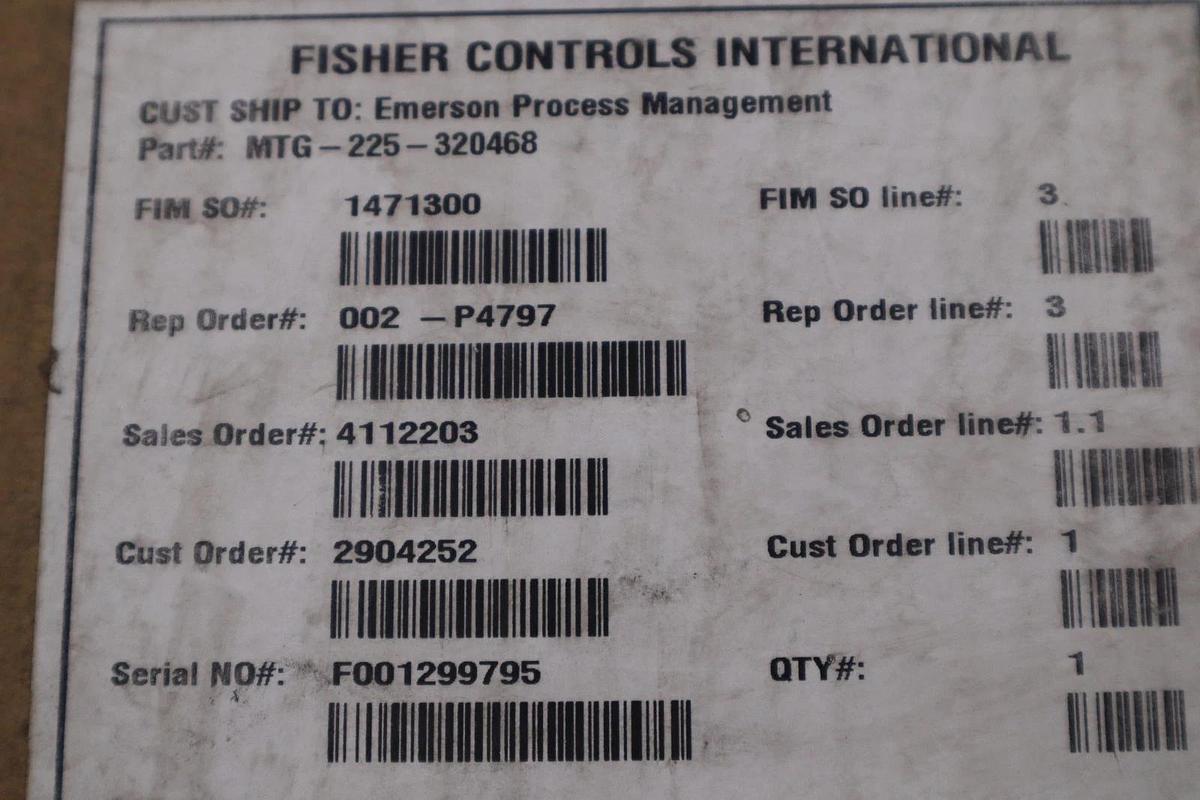 FISHER CONTROLS INTERNATIONAL
CUST SHIP TO: Emerson Process Management
Part#: MTG-225-320468
FIM SO#: 1471300 FIM SO line#: 3
Rep Order#: 002 -P4797 Rep Order line#: 3
Sales Order#: 4112203 Sales Order line#: 1.1
Cust Order#: 2904252 Cust Order line#: 1
Serial NO#: F001299795 QTY#: 1